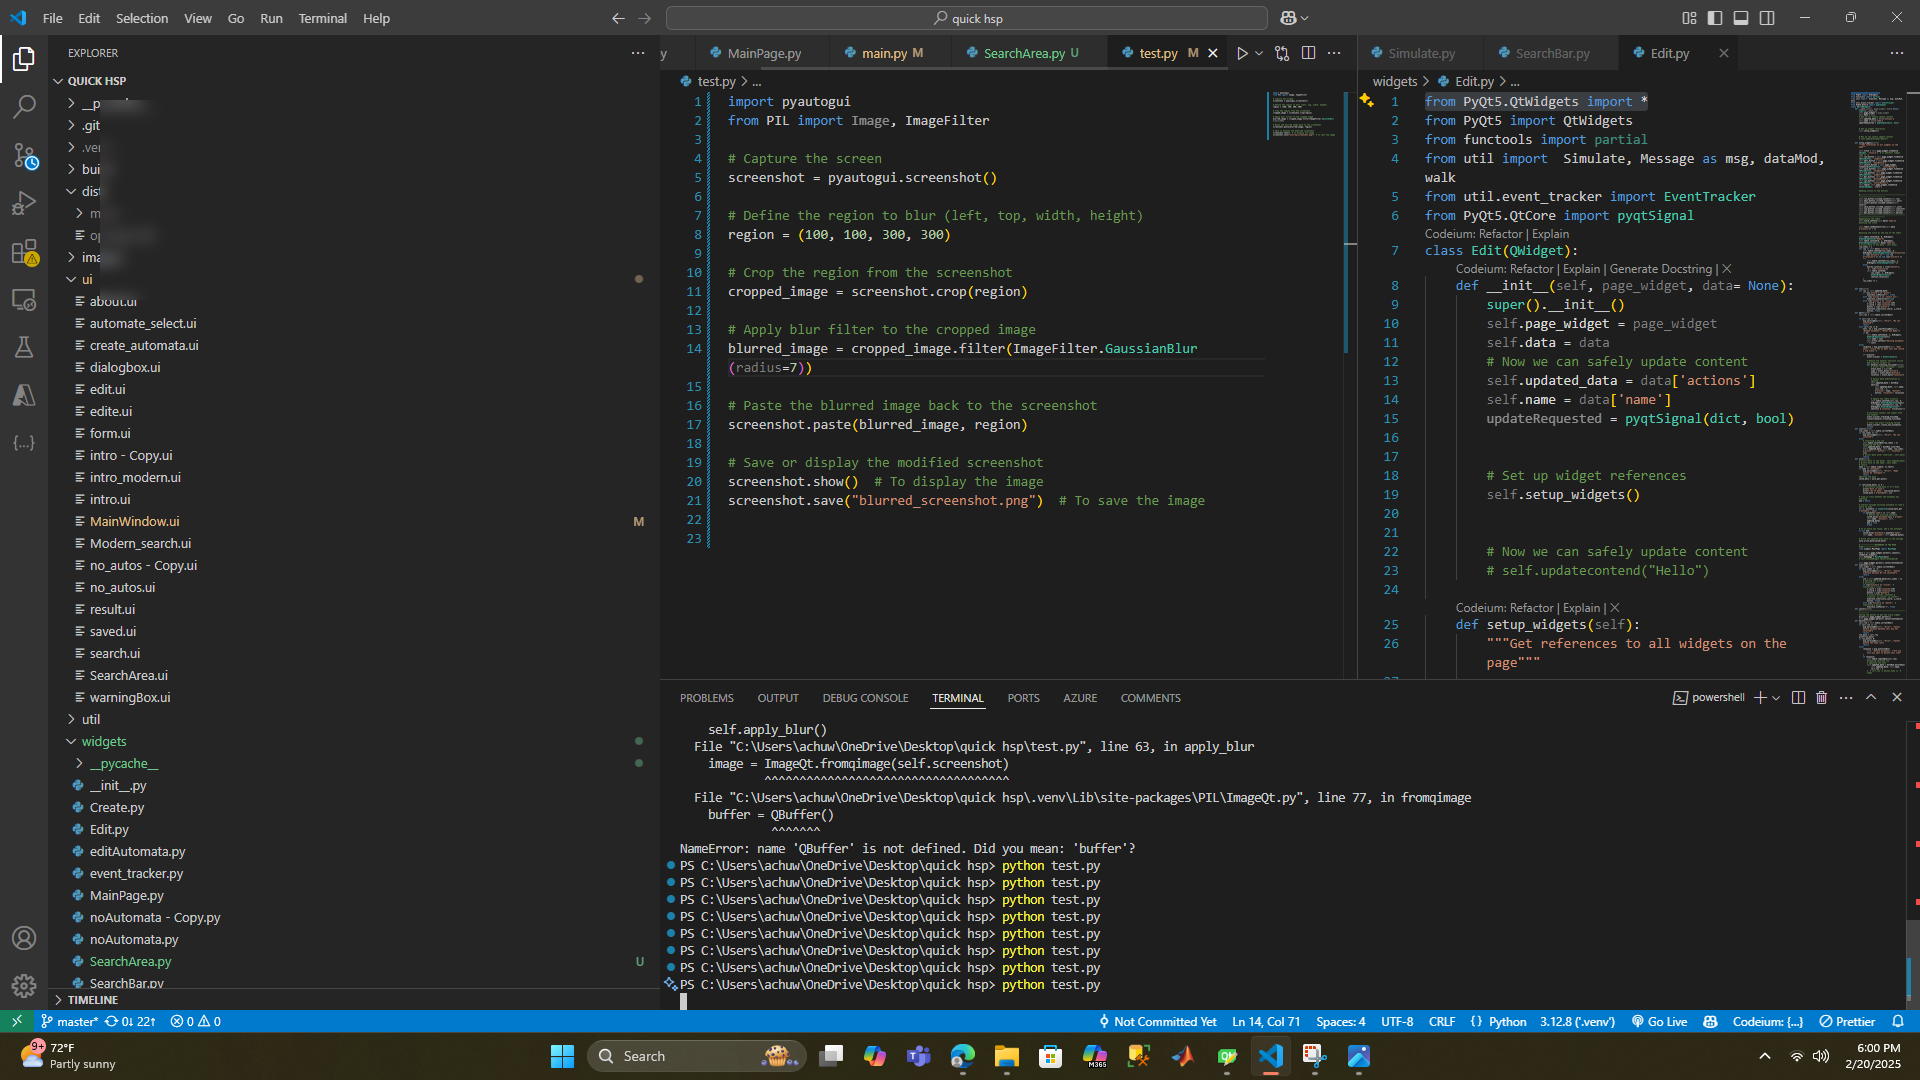 File Edit Selection View Go Run Terminal Help
quick hsp
EXPLORER
QUICK HSP
.git
ui
about.ui
automate_select.ui
create_automata.ui
dialogbox.ui
edit.ui
edite.ui
form.ui
intro - Copy.ui
intro_modern.ui
intro.ui
MainWindow.ui M
Modern_search.ui
no_autos - Copy.ui
no_autos.ui
result.ui
saved.ui
search.ui
SearchArea.ui
warningBox.ui
util
widgets
__pycache__
__init__.py
Create.py
Edit.py
editAutomata.py
event_tracker.py
MainPage.py
noAutomata - Copy.py
noAutomata.py
SearchArea.py U
SearchBar.py
TIMELINE
y MainPage.py main.py M SearchArea.py U test.py M
test.py > ...
1 import pyautogui
2 from PIL import Image, ImageFilter
3
4 # Capture the screen
5 screenshot = pyautogui.screenshot()
6
7 # Define the region to blur (left, top, width, height)
8 region = (100, 100, 300, 300)
9
10 # Crop the region from the screenshot
11 cropped_image = screenshot.crop(region)
12
13 # Apply blur filter to the cropped image
14 blurred_image = cropped_image.filter(ImageFilter.GaussianBlur
(radius=7))
15
16 # Paste the blurred image back to the screenshot
17 screenshot.paste(blurred_image, region)
18
19 # Save or display the modified screenshot
20 screenshot.show()  # To display the image
21 screenshot.save("blurred_screenshot.png")  # To save the image
22
23
Simulate.py SearchBar.py Edit.py
widgets > Edit.py > ...
1 from PyQt5.QtWidgets import *
2 from PyQt5 import QtWidgets
3 from functools import partial
4 from util import  Simulate, Message as msg, dataMod,
walk
5 from util.event_tracker import EventTracker
6 from PyQt5.QtCore import pyqtSignal
Codeium: Refactor | Explain
7 class Edit(QWidget):
Codeium: Refactor | Explain | Generate Docstring | X
8 def __init__(self, page_widget, data= None):
9 super().__init__()
10 self.page_widget = page_widget
11 self.data = data
12 # Now we can safely update content
13 self.updated_data = data['actions']
14 self.name = data['name']
15 updateRequested = pyqtSignal(dict, bool)
16
17
18 # Set up widget references
19 self.setup_widgets()
20
21
22 # Now we can safely update content
23 # self.updatecontend("Hello")
24
Codeium: Refactor | Explain | X
25 def setup_widgets(self):
26 """Get references to all widgets on the
page"""
PROBLEMS OUTPUT DEBUG CONSOLE TERMINAL PORTS AZURE COMMENTS
powershell
self.apply_blur()
File "C:\Users\achuw\OneDrive\Desktop\quick hsp\test.py", line 63, in apply_blur
image = ImageQt.fromqimage(self.screenshot)
^^^^^^^^^^^^^^^^^^^^^^^^^^^^^^^^^^^
File "C:\Users\achuw\OneDrive\Desktop\quick hsp\.venv\Lib\site-packages\PIL\ImageQt.py", line 77, in fromqimage
buffer = QBuffer()
^^^^^^^
NameError: name 'QBuffer' is not defined. Did you mean: 'buffer'?
PS C:\Users\achuw\OneDrive\Desktop\quick hsp> python test.py
PS C:\Users\achuw\OneDrive\Desktop\quick hsp> python test.py
PS C:\Users\achuw\OneDrive\Desktop\quick hsp> python test.py
PS C:\Users\achuw\OneDrive\Desktop\quick hsp> python test.py
PS C:\Users\achuw\OneDrive\Desktop\quick hsp> python test.py
PS C:\Users\achuw\OneDrive\Desktop\quick hsp> python test.py
PS C:\Users\achuw\OneDrive\Desktop\quick hsp> python test.py
PS C:\Users\achuw\OneDrive\Desktop\quick hsp> python test.py
master* 0↓ 22↑ 0 0 Not Committed Yet Ln 14, Col 71 Spaces: 4 UTF-8 CRLF {} Python 3.12.8 ('.venv') Go Live Codeium: {...} Prettier
9+ 72°F
Partly sunny
Search
M365
6:00 PM
2/20/2025